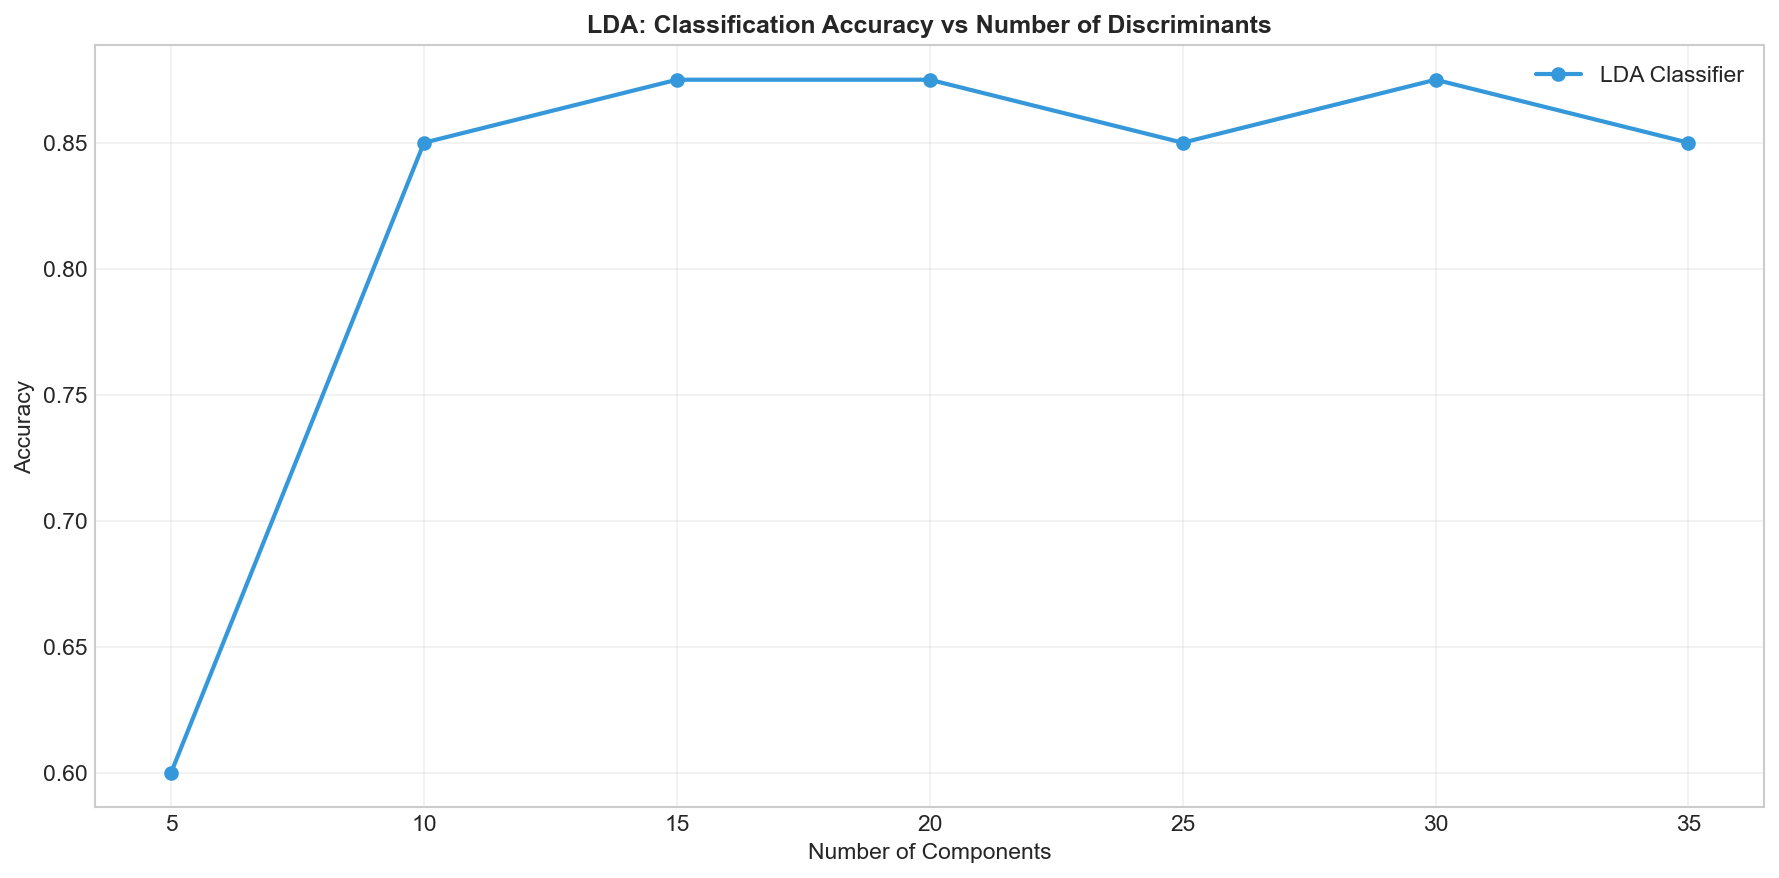 LDA: Classification Accuracy vs Number of Discriminants
LDA Classifier
Accuracy
0.85
0.80
0.75
0.70
0.65
0.60
5 10 15 20 25 30 35
Number of Components